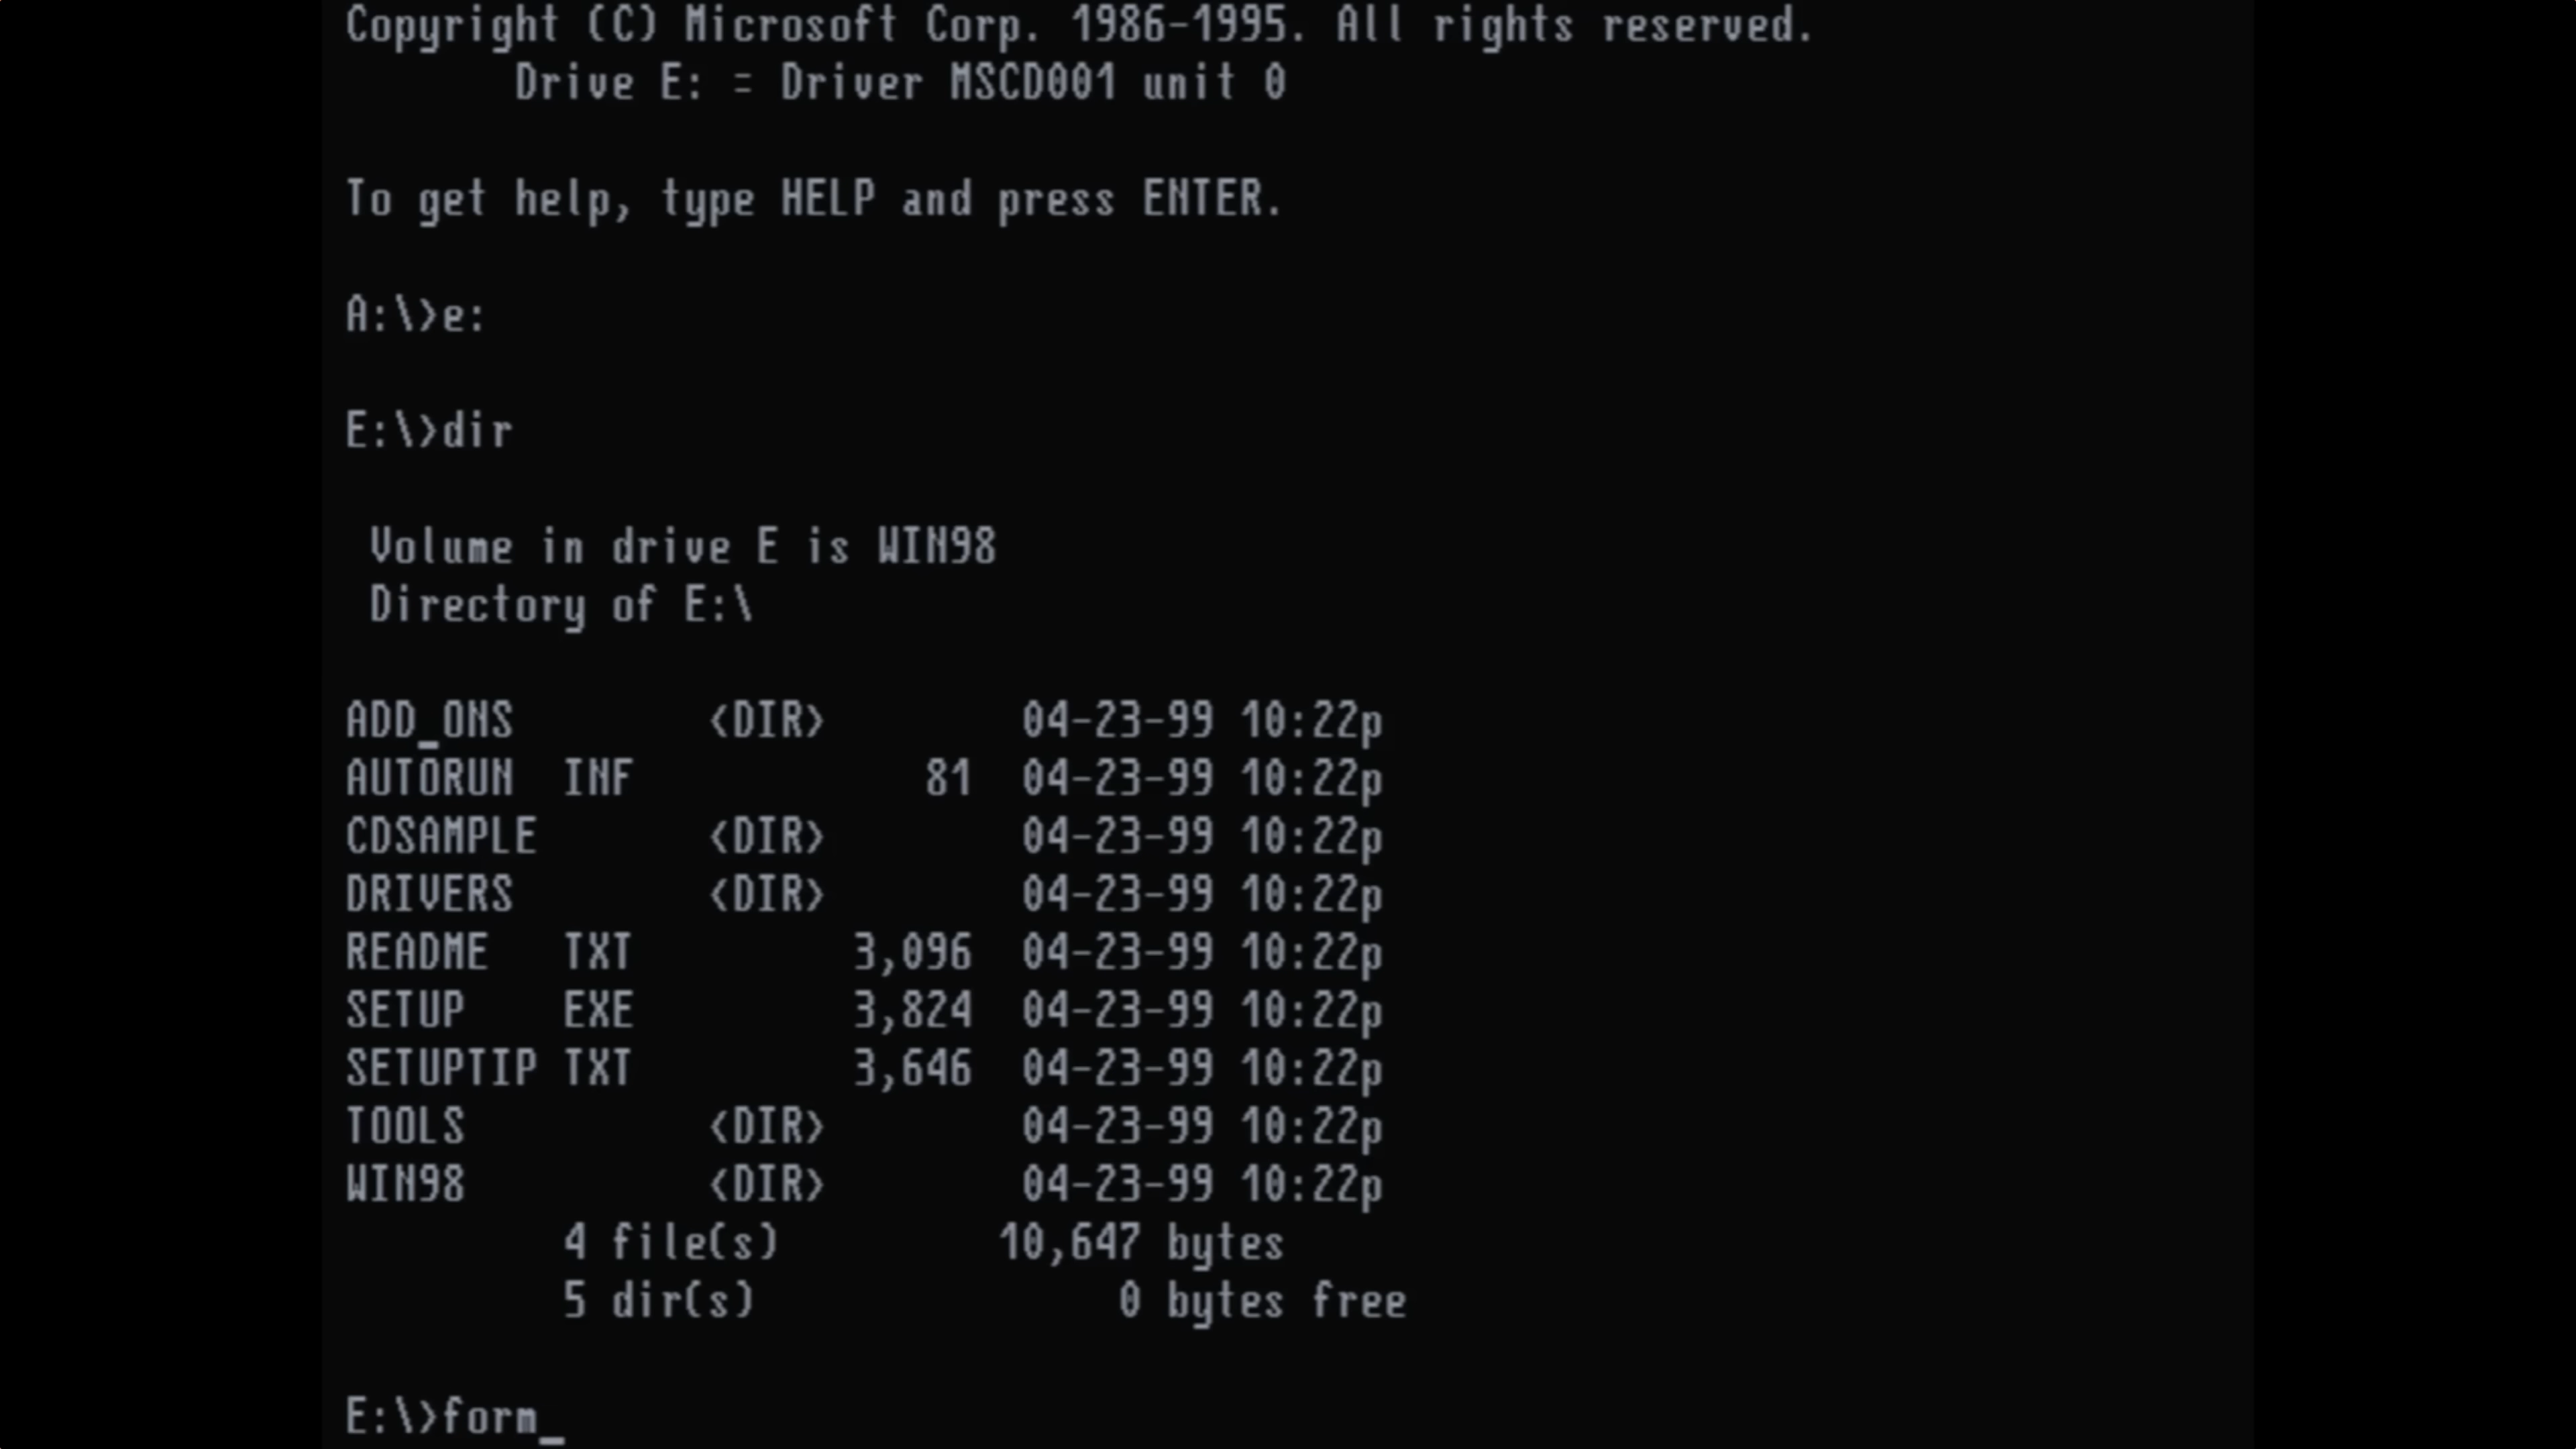 Copyright (C) Microsoft Corp. 1986-1995. All rights reserved.
Drive E: = Driver MSCD001 unit 0
To get help, type HELP and press ENTER.
A:\>e:
E:\>dir
Volume in drive E is WIN98
Directory of E:\
ADD_ONS <DIR> 04-23-99 10:22p
AUTORUN INF 81 04-23-99 10:22p
CDSAMPLE <DIR> 04-23-99 10:22p
DRIVERS <DIR> 04-23-99 10:22p
README TXT 3,096 04-23-99 10:22p
SETUP EXE 3,824 04-23-99 10:22p
SETUPTIP TXT 3,646 04-23-99 10:22p
TOOLS <DIR> 04-23-99 10:22p
WIN98 <DIR> 04-23-99 10:22p
4 file(s) 10,647 bytes
5 dir(s) 0 bytes free
E:\>form_